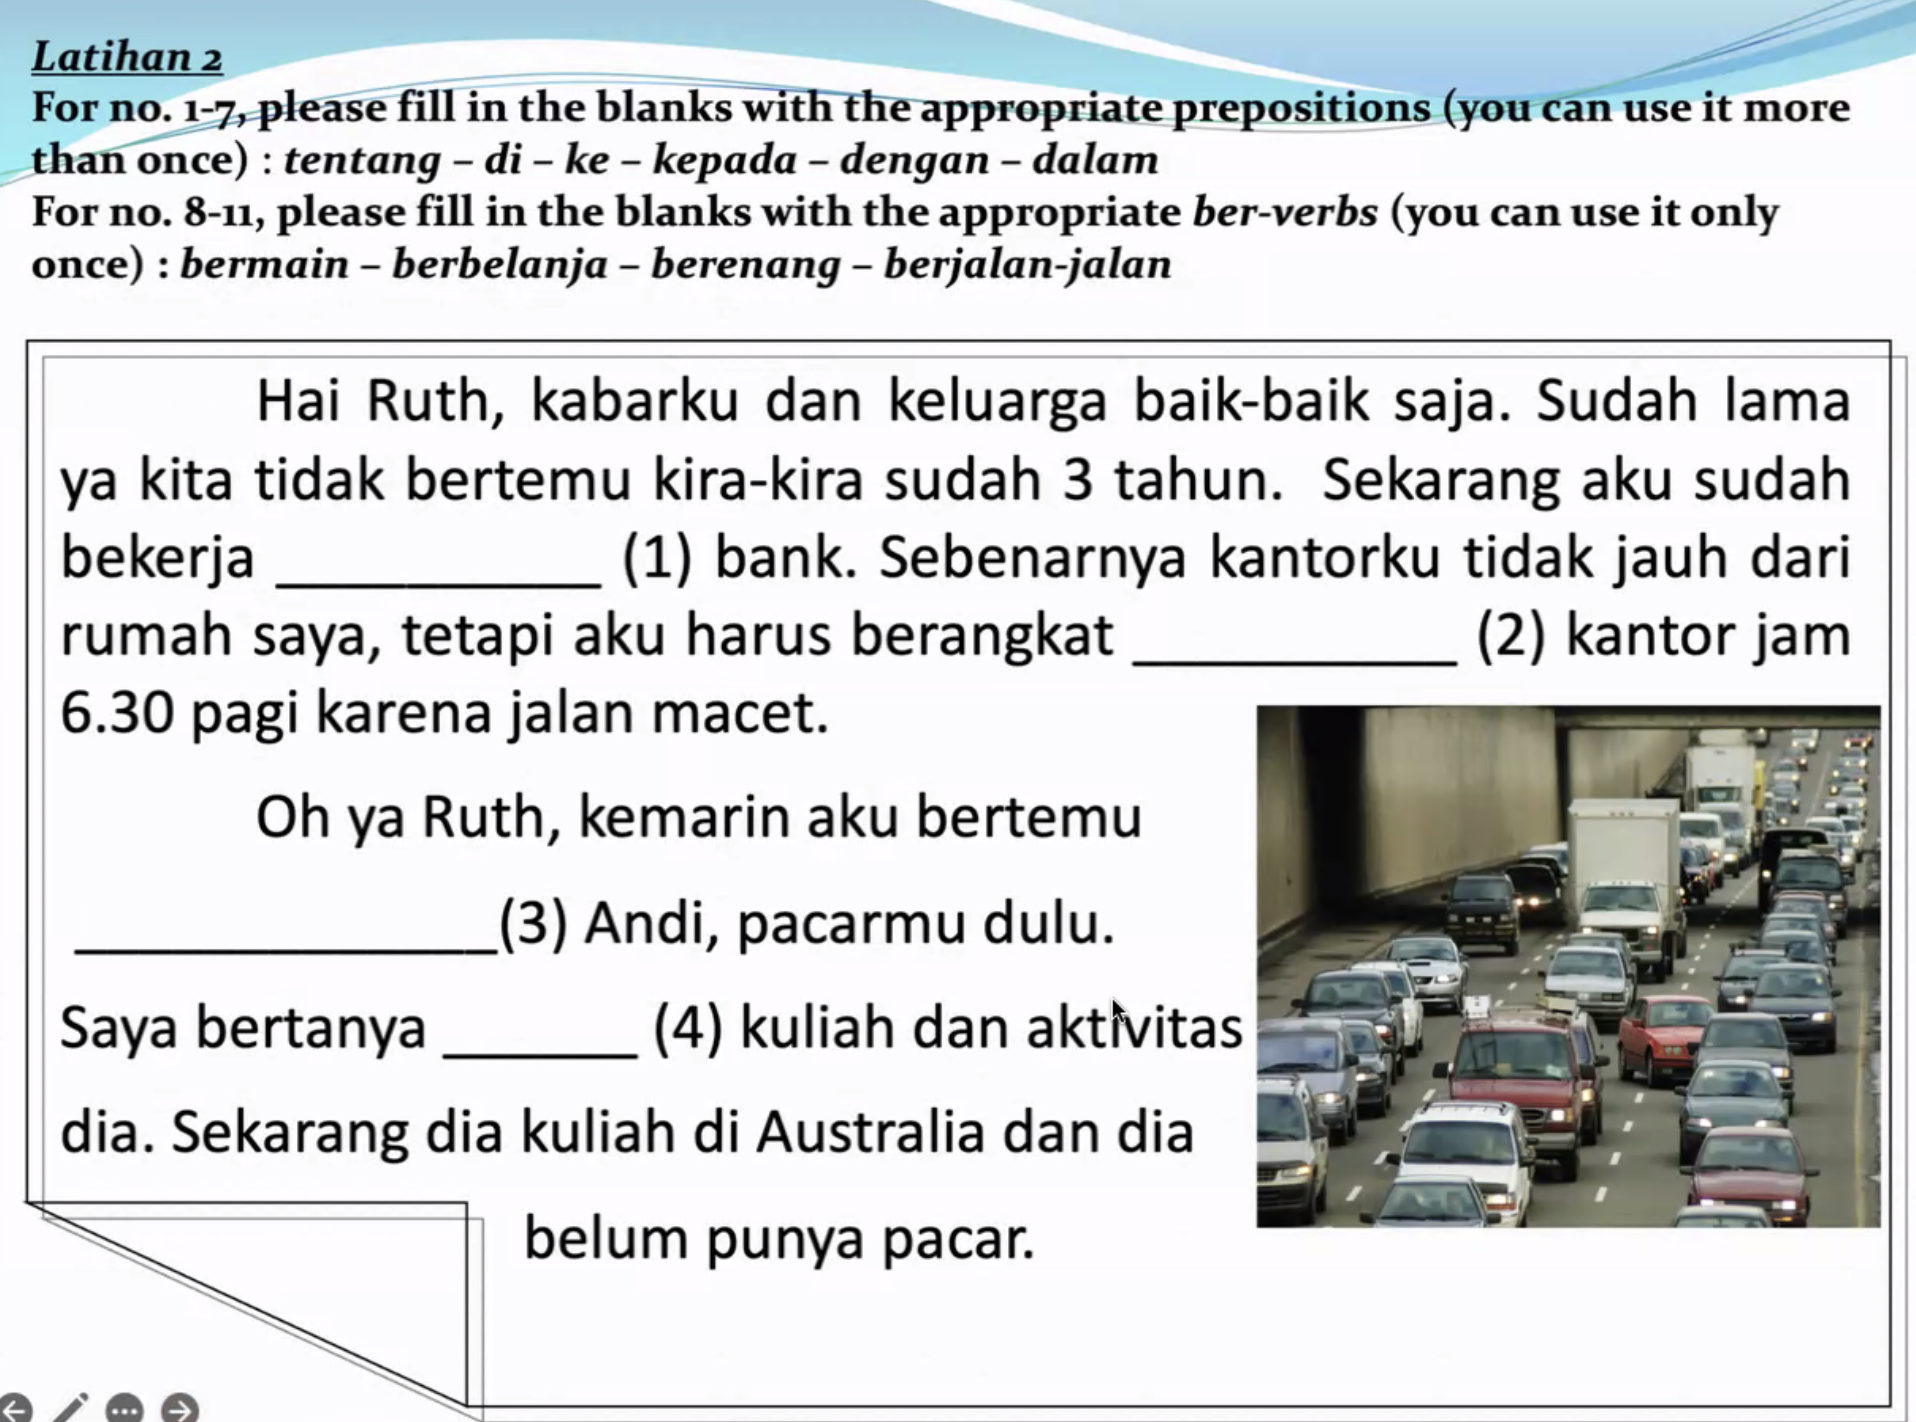 Latihan 2
For no. 1-7, please fill in the blanks with the appropriate prepositions (you can use it more
than once) : tentang – di – ke – kepada – dengan – dalam
For no. 8-11, please fill in the blanks with the appropriate ber-verbs (you can use it only
once) : bermain – berbelanja – berenang – berjalan-jalan
Hai Ruth, kabarku dan keluarga baik-baik saja. Sudah lama
ya kita tidak bertemu kira-kira sudah 3 tahun. Sekarang aku sudah
bekerja __________ (1) bank. Sebenarnya kantorku tidak jauh dari
rumah saya, tetapi aku harus berangkat __________ (2) kantor jam
6.30 pagi karena jalan macet.
Oh ya Ruth, kemarin aku bertemu
_____________(3) Andi, pacarmu dulu.
Saya bertanya ______ (4) kuliah dan aktivitas
dia. Sekarang dia kuliah di Australia dan dia
belum punya pacar.